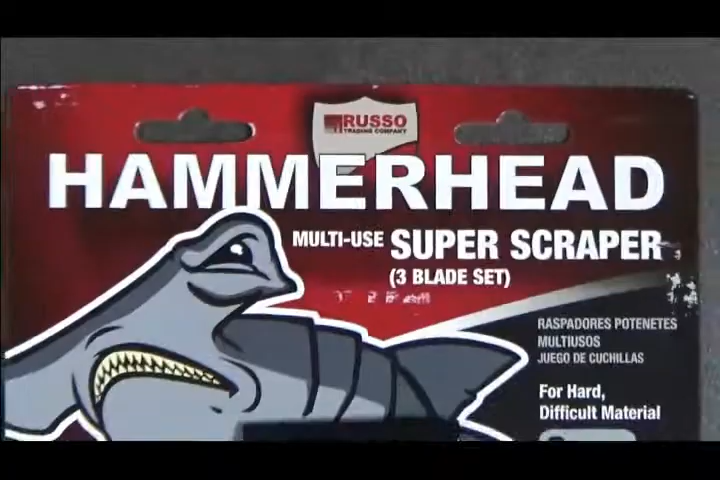 RUSSO
TRADING COMPANY
HAMMERHEAD
MULTI-USE SUPER SCRAPER
(3 BLADE SET)
RASPADORES POTENETES
MULTIUSOS
JUEGO DE CUCHILLAS
For Hard,
Difficult Material